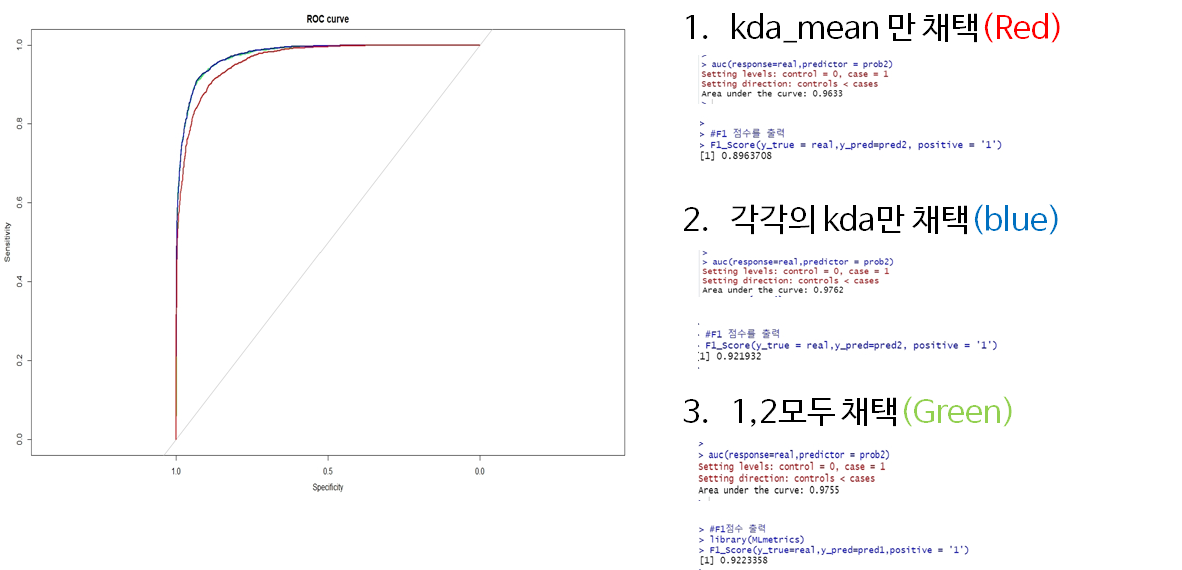 ROC curve
1.0
0.8
0.6
0.4
0.2
0.0
Sensitivity
1.0 0.5 0.0
Specificity
1. kda_mean 만 채택(Red)
> auc(response=real,predictor = prob2)
Setting levels: control = 0, case = 1
Setting direction: controls < cases
Area under the curve: 0.9633
>
> #F1 점수를 출력
> F1_Score(y_true = real,y_pred=pred2, positive = '1')
[1] 0.8963708
2. 각각의 kda만 채택(blue)
>
> auc(response=real,predictor = prob2)
Setting levels: control = 0, case = 1
Setting direction: controls < cases
Area under the curve: 0.9762
#F1 점수를 출력
F1_Score(y_true = real,y_pred=pred2, positive = '1')
[1] 0.921932
3. 1,2모두 채택(Green)
>
> auc(response=real,predictor = prob2)
Setting levels: control = 0, case = 1
Setting direction: controls < cases
Area under the curve: 0.9755
> #F1점수 출력
> library(MLmetrics)
> F1_Score(y_true=real,y_pred=pred1,positive = '1')
[1] 0.9223358